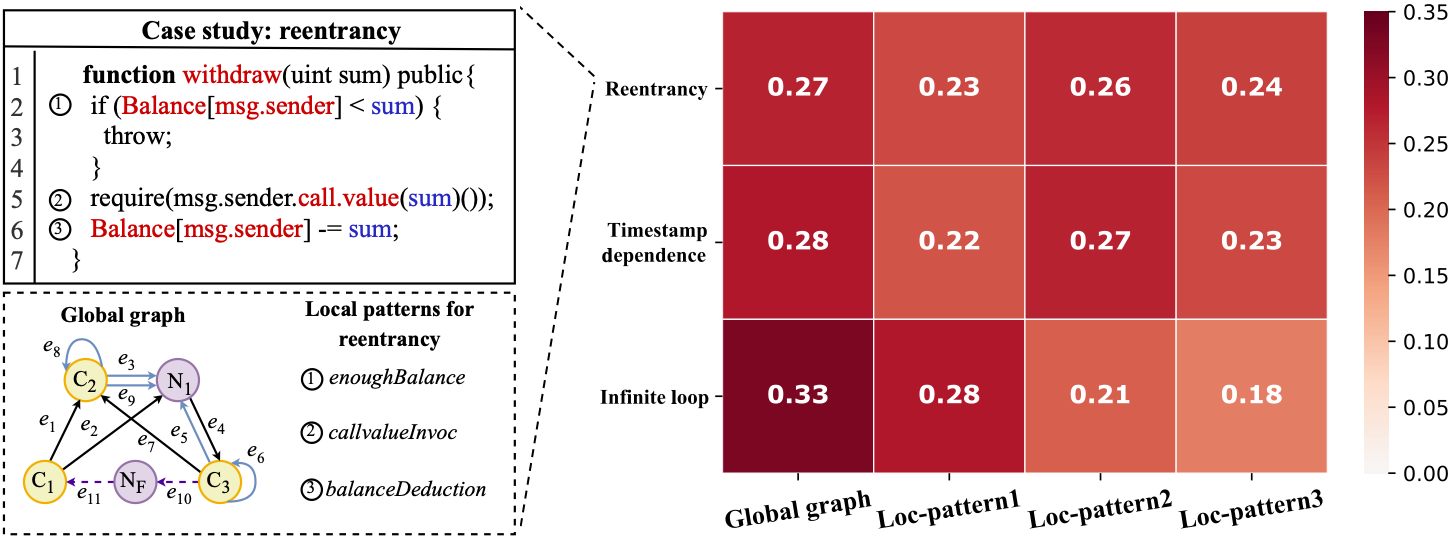 Case study: reentrancy
1 function withdraw(uint sum) public{
2 ① if (Balance[msg.sender] < sum) {
3 throw;
4 }
5 ② require(msg.sender.call.value(sum)());
6 ③ Balance[msg.sender] -= sum;
7 }
Global graph
e8
C2
e3
e9
N1
e1
e2
e7
e5
e4
e6
C1
e11
NF
e10
C3
Local patterns for
reentrancy
① enoughBalance
② callvalueInvoc
③ balanceDeduction
Reentrancy
0.27 0.23 0.26 0.24
Timestamp
dependence
0.28 0.22 0.27 0.23
Infinite loop
0.33 0.28 0.21 0.18
Global graph Loc-pattern1 Loc-pattern2 Loc-pattern3
0.35
0.30
0.25
0.20
0.15
0.10
0.05
0.00